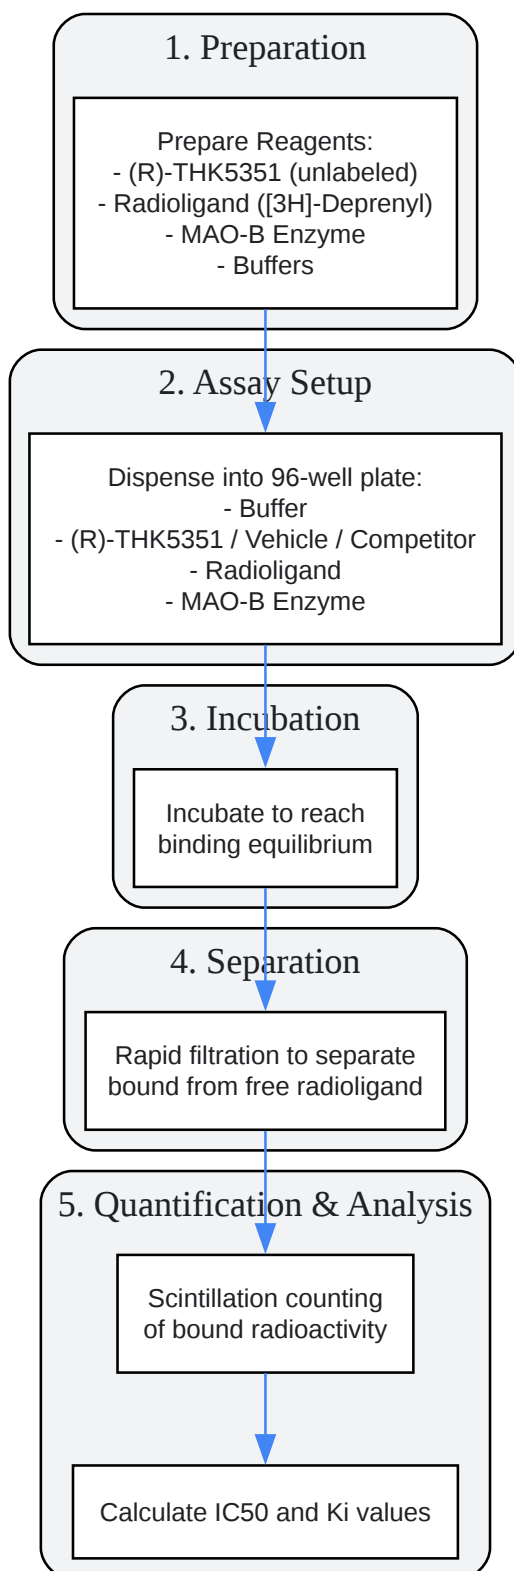 1. Preparation
Prepare Reagents:
- (R)-THK5351 (unlabeled)
- Radioligand ([3H]-Deprenyl)
- MAO-B Enzyme
- Buffers
2. Assay Setup
Dispense into 96-well plate:
- Buffer
- (R)-THK5351 / Vehicle / Competitor
- Radioligand
- MAO-B Enzyme
3. Incubation
Incubate to reach
binding equilibrium
4. Separation
Rapid filtration to separate
bound from free radioligand
5. Quantification & Analysis
Scintillation counting
of bound radioactivity
Calculate IC50 and Ki values